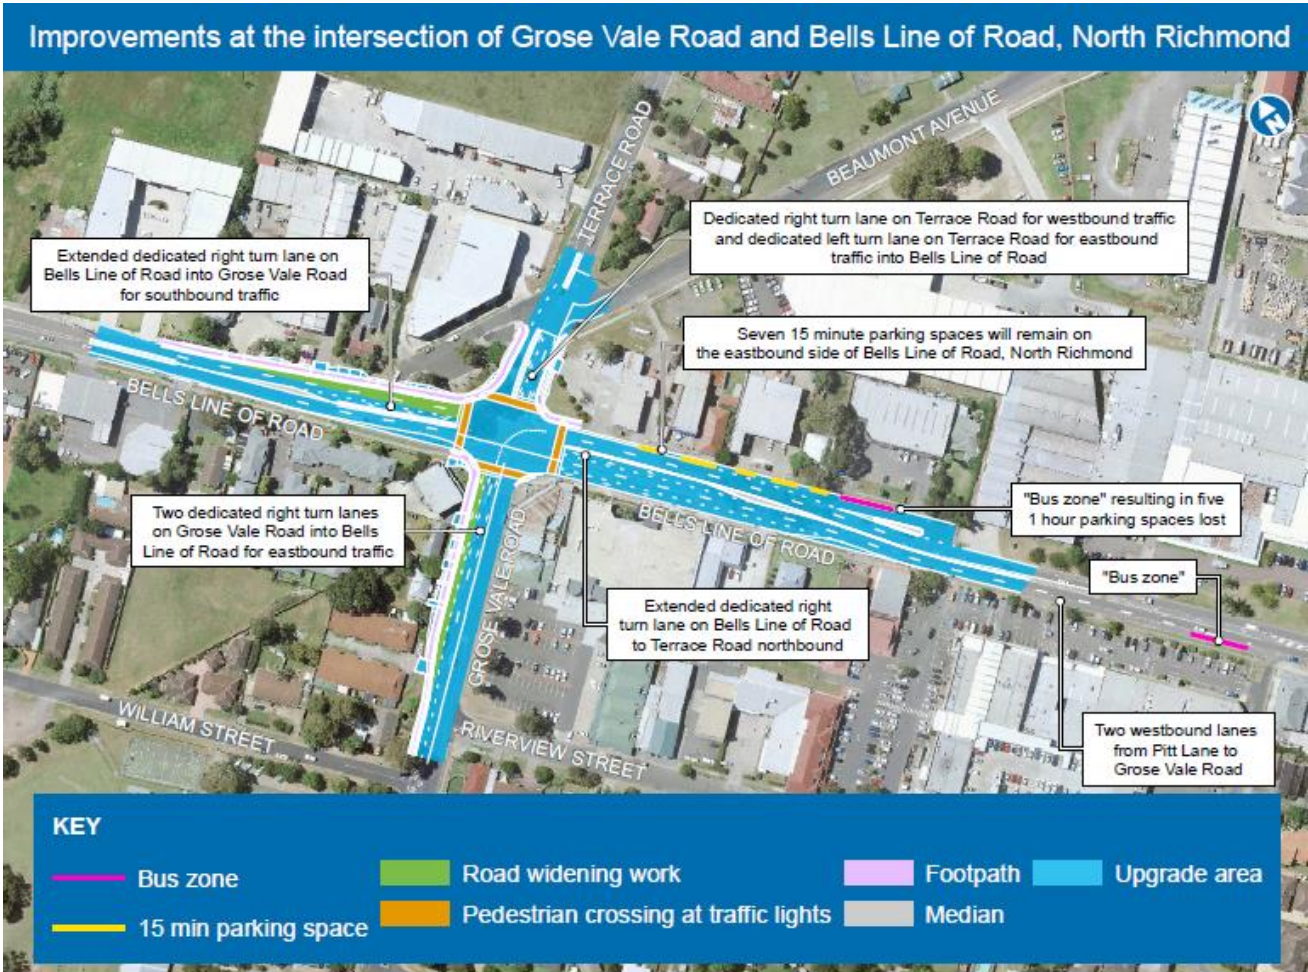 Improvements at the intersection of Grose Vale Road and Bells Line of Road, North Richmond
TERRACE ROAD
BEAUMONT AVENUE
Dedicated right turn lane on Terrace Road for westbound traffic
and dedicated left turn lane on Terrace Road for eastbound
traffic into Bells Line of Road
Extended dedicated right turn lane on
Bells Line of Road into Grose Vale Road
for southbound traffic
Seven 15 minute parking spaces will remain on
the eastbound side of Bells Line of Road, North Richmond
BELLS LINE OF ROAD
Two dedicated right turn lanes
on Grose Vale Road into Bells
Line of Road for eastbound traffic
GROSE VALE ROAD
BELLS LINE OF ROAD
"Bus zone" resulting in five
1 hour parking spaces lost
"Bus zone"
Extended dedicated right
turn lane on Bells Line of Road
to Terrace Road northbound
WILLIAM STREET
RIVERVIEW STREET
Two westbound lanes
from Pitt Lane to
Grose Vale Road
KEY
Bus zone
15 min parking space
Road widening work
Pedestrian crossing at traffic lights
Footpath
Median
Upgrade area
N